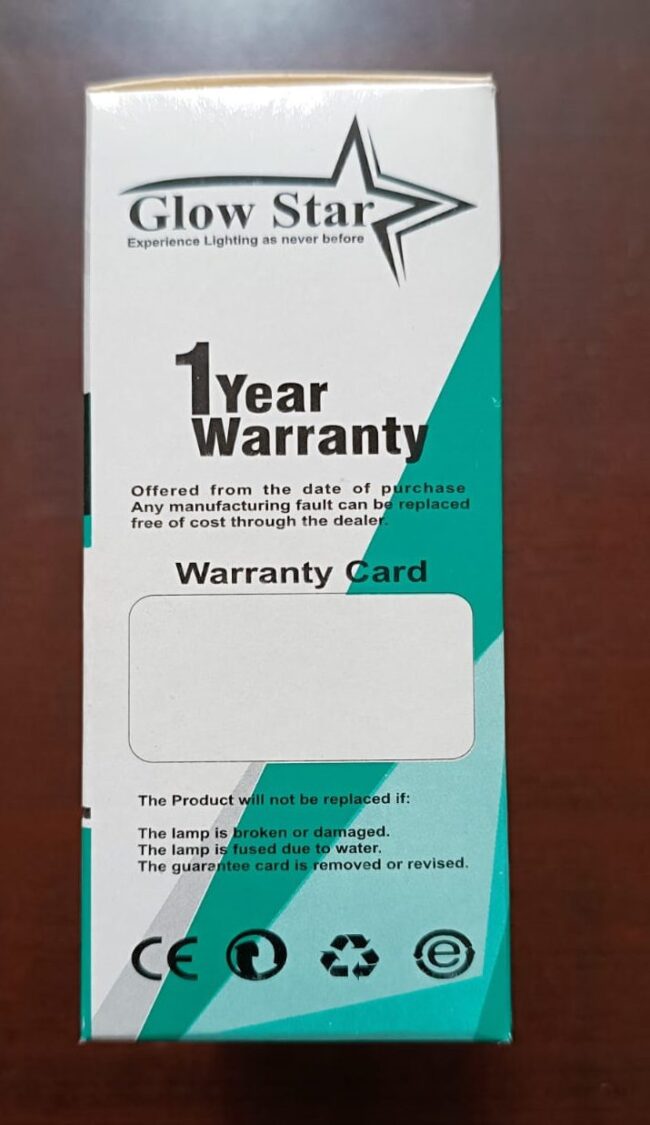 Glow Star
Experience Lighting as never before
1 Year
Warranty
Offered from the date of purchase
Any manufacturing fault can be replaced
free of cost through the dealer.
Warranty Card
The Product will not be replaced if:
The lamp is broken or damaged.
The lamp is fused due to water.
The guarantee card is removed or revised.
CE e